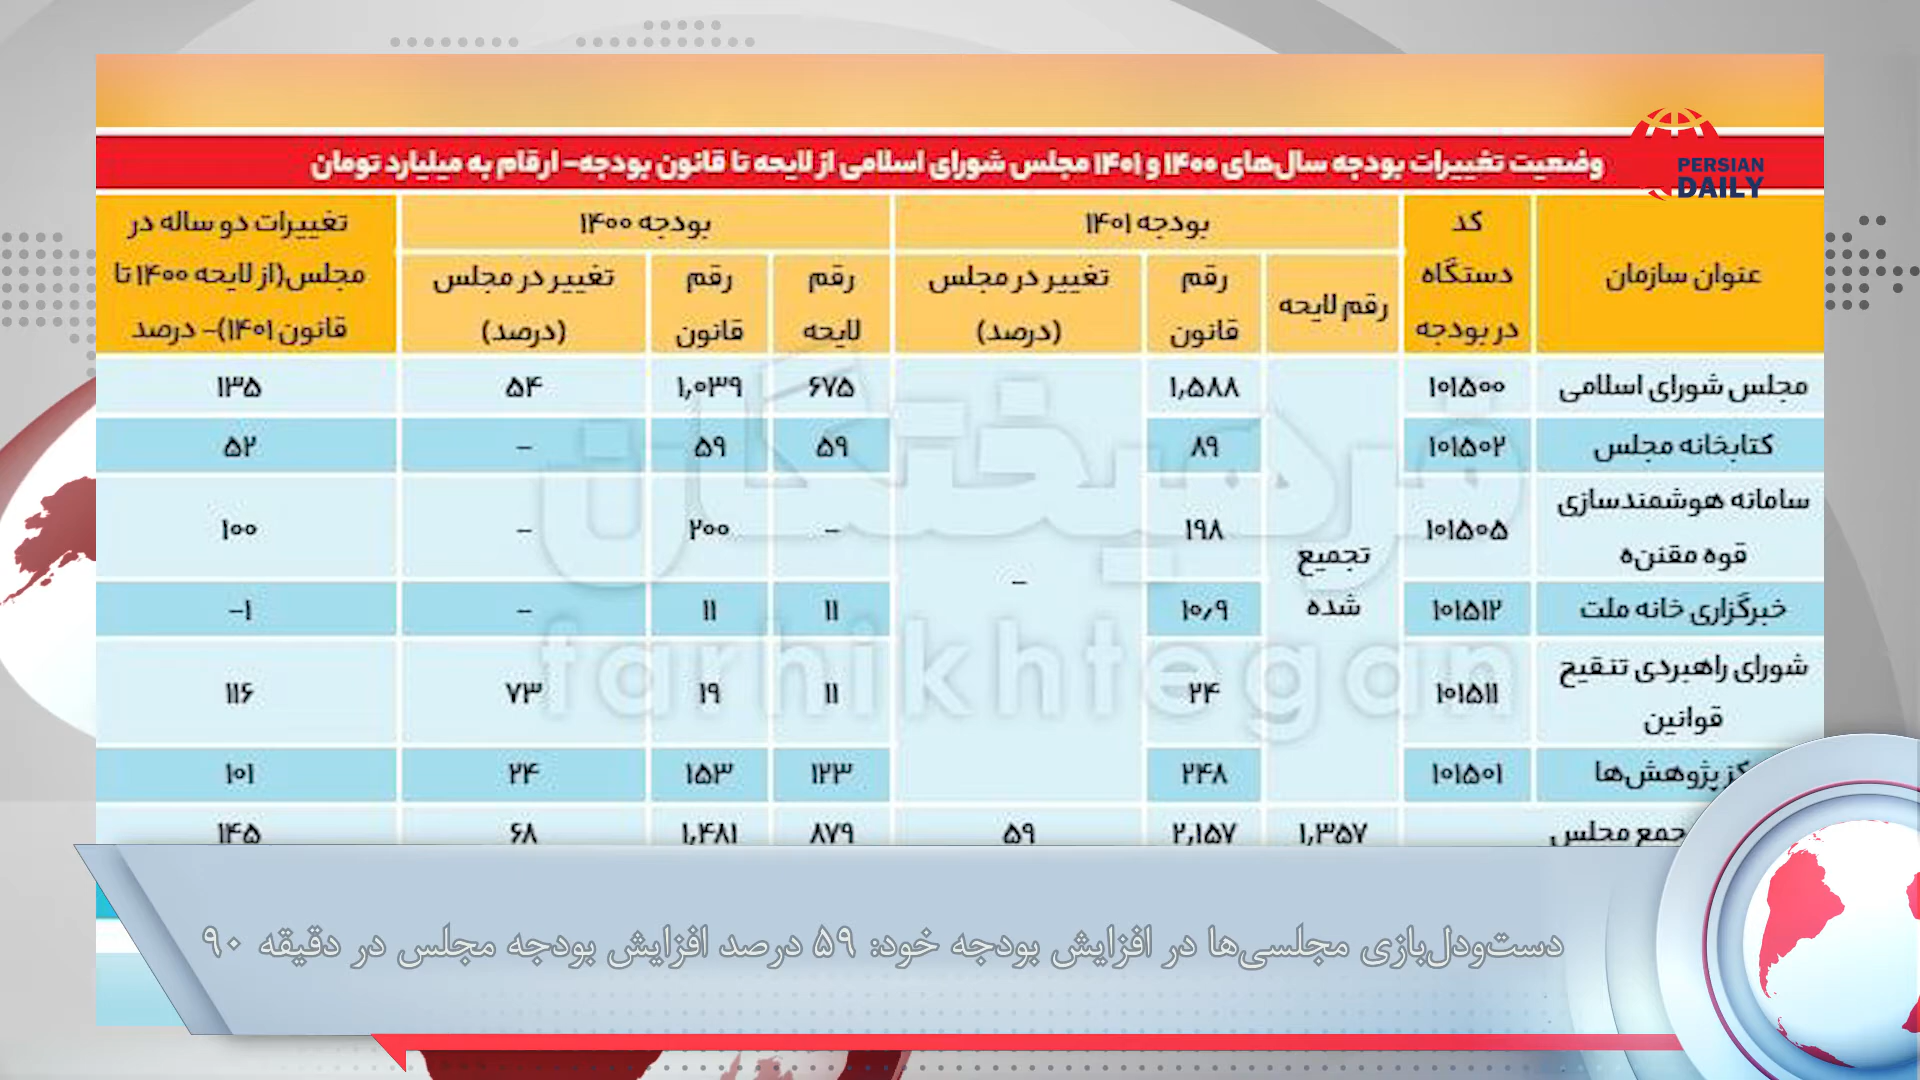 PERSIAN
DAILY
وضعیت تغییرات بودجه سال‌های ۱۴۰۰ و ۱۴۰۱ مجلس شورای اسلامی از لایحه تا قانون بودجه- ارقام به میلیارد تومان
عنوان سازمان
کد
دستگاه
در بودجه
بودجه ۱۴۰۱
بودجه ۱۴۰۰
تغییرات دو ساله در
مجلس(از لایحه ۱۴۰۰ تا
قانون ۱۴۰۱)- درصد
رقم لایحه
رقم
قانون
تغییر در مجلس
(درصد)
رقم
لایحه
رقم
قانون
تغییر در مجلس
(درصد)
مجلس شورای اسلامی ۱۰۱۵۰۰ ۱,۵۸۸ ۶۷۵ ۱,۰۳۹ ۵۴ ۱۳۵
کتابخانه مجلس ۱۰۱۵۰۲ ۸۹ ۵۹ ۵۹ - ۵۲
سامانه هوشمندسازی
قوه مقننه
۱۰۱۵۰۵ ۱۹۸ - ۲۰۰ - ۱۰۰
تجمیع
شده
-
خبرگزاری خانه ملت ۱۰۱۵۱۲ ۱۰٫۹ ۱۱ ۱۱ - -۱
شورای راهبردی تنقیح
قوانین
۱۰۱۵۱۱ ۲۴ ۱۱ ۱۹ ۷۳ ۱۱۶
پژوهش‌ها ۱۰۱۵۰۱ ۲۴۸ ۱۲۳ ۱۵۳ ۲۴ ۱۰۱
جمع مجلس ۱,۳۵۷ ۲,۱۵۷ ۵۹ ۸۷۹ ۱,۴۸۱ ۶۸ ۱۴۵
فرهیختگان
farhikhtegan
دست‌ودل‌بازی مجلسی‌ها در افزایش بودجه خود: ۵۹ درصد افزایش بودجه مجلس در دقیقه ۹۰